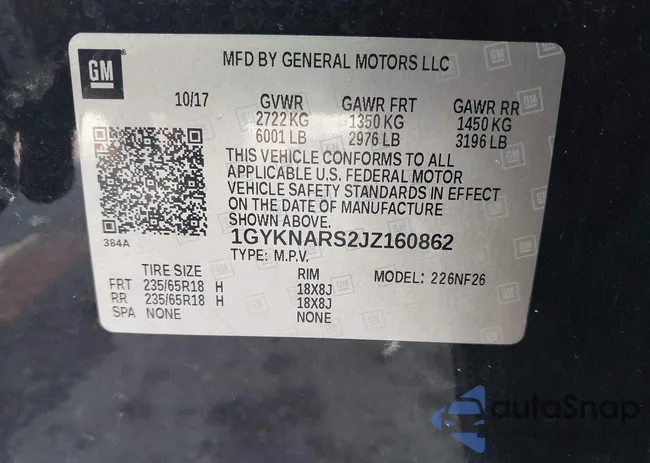 GM
MFD BY GENERAL MOTORS LLC
10/17 GVWR GAWR FRT GAWR RR
2722 KG 1350 KG 1450 KG
6001 LB 2976 LB 3196 LB
THIS VEHICLE CONFORMS TO ALL
APPLICABLE U.S. FEDERAL MOTOR
VEHICLE SAFETY STANDARDS IN EFFECT
ON THE DATE OF MANUFACTURE
SHOWN ABOVE.
384A
1GYKNARS2JZ160862
TYPE: M.P.V.
TIRE SIZE RIM MODEL: 226NF26
FRT 235/65R18 H 18X8J
RR 235/65R18 H 18X8J
SPA NONE NONE
autoSnap